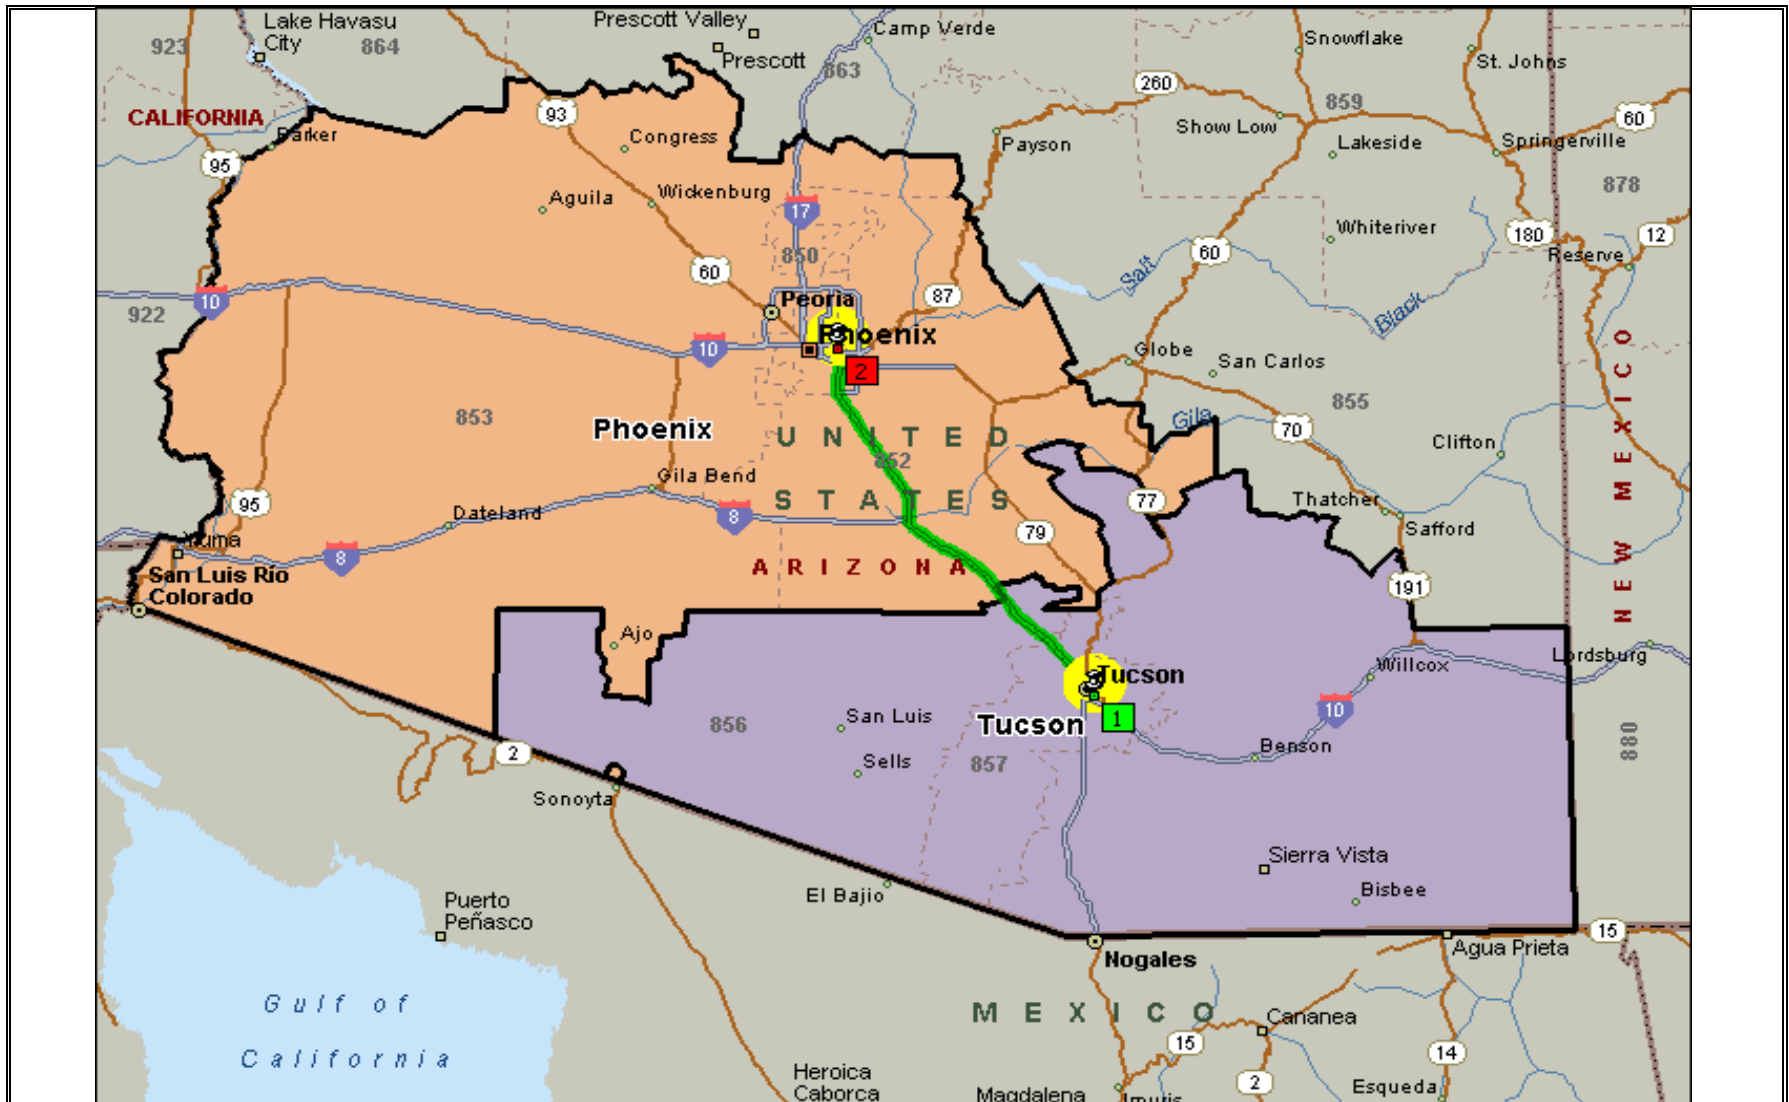 Lake Havasu
City
923
864
Prescott Valley
Prescott
863
Camp Verde
Snowflake
St. Johns
CALIFORNIA
Parker
95
93
Congress
260
859
60
Show Low
Payson
Lakeside
Springerville
878
Aguila
Wickenburg
17
Whiteriver
180
12
850
60
Salt
60
Reserve
10
922
Peoria
87
Black
Phoenix
10
2
Globe
San Carlos
NEW MEXICO
853
Phoenix
855
Gila
70
UNITED
852
Clifton
Gila Bend
STATES
95
Dateland
8
77
Thatcher
Safford
79
Yuma
8
ARIZONA
San Luis Río
Colorado
191
Ajo
Willcox
Lordsburg
Tucson
856
San Luis
Tucson
1
10
Sells
857
Benson
880
2
Sonoyta
Sierra Vista
El Bajio
Bisbee
Puerto
Peñasco
15
Agua Prieta
Nogales
Gulf of
California
MEXICO
Cananea
15
14
Heroica
Caborca
Magdalena
Imuris
2
Esqueda